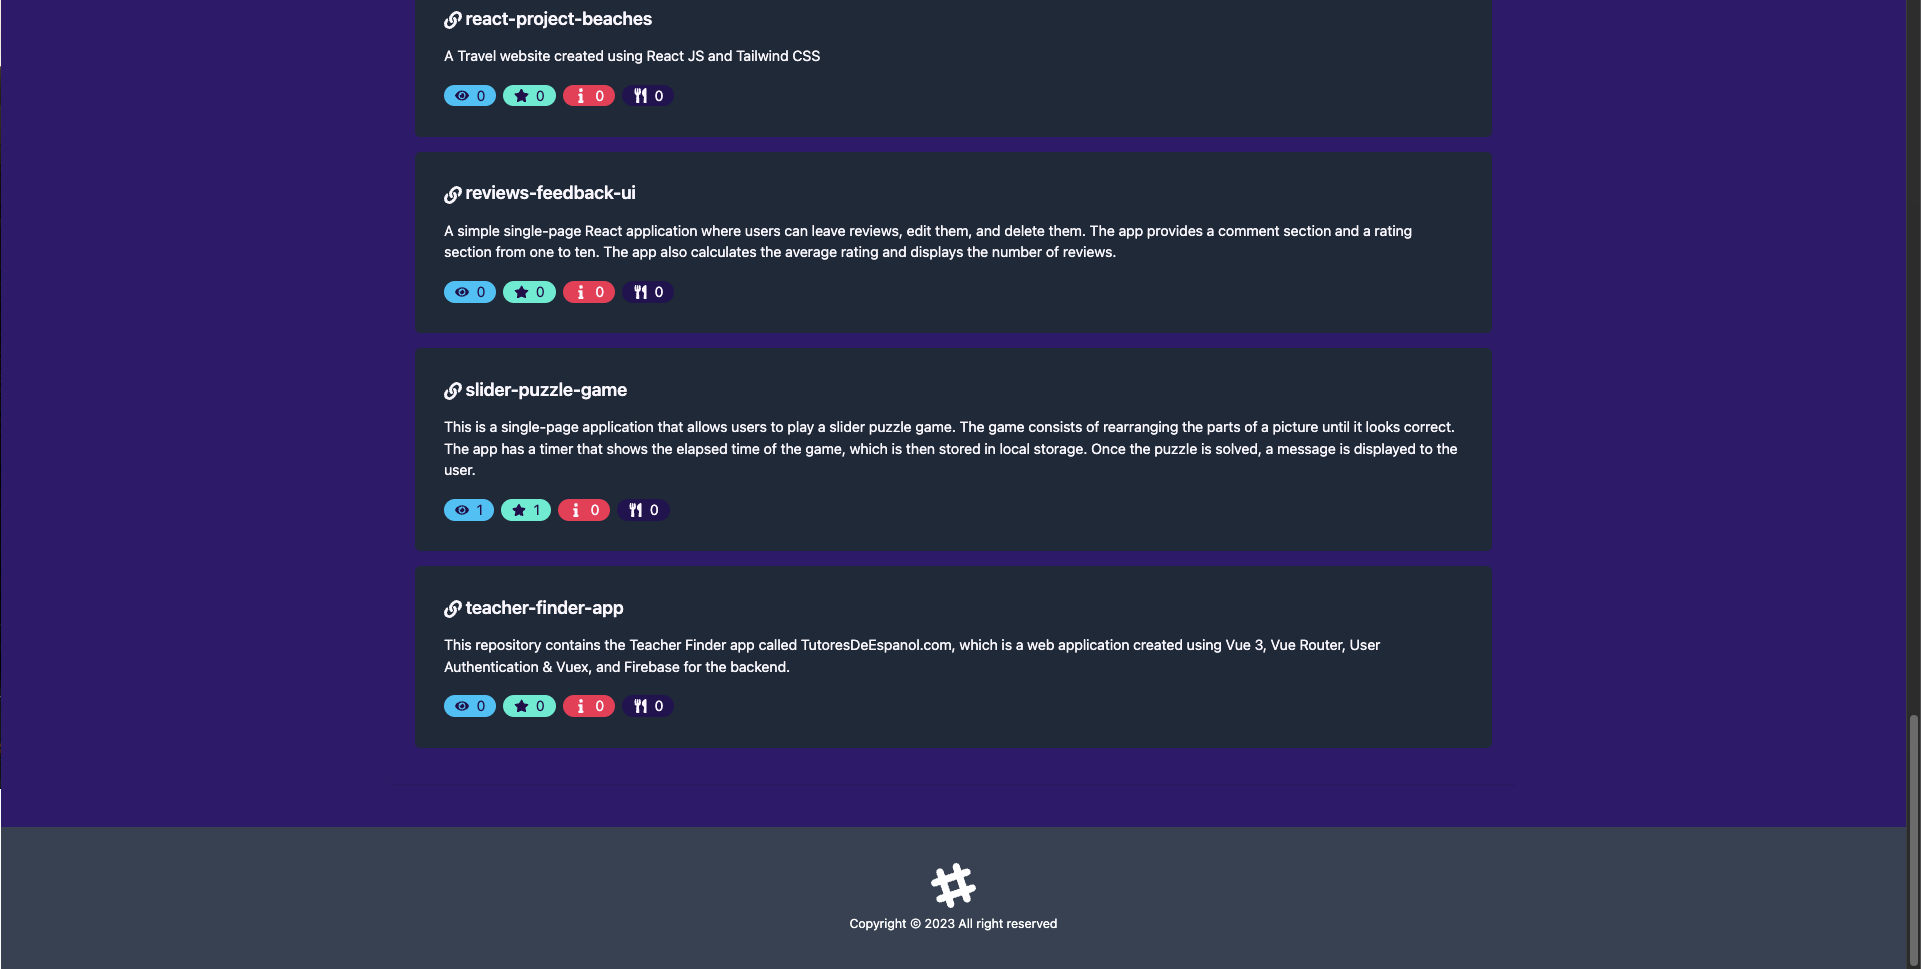 react-project-beaches
A Travel website created using React JS and Tailwind CSS
0 0 0 0
reviews-feedback-ui
A simple single-page React application where users can leave reviews, edit them, and delete them. The app provides a comment section and a rating
section from one to ten. The app also calculates the average rating and displays the number of reviews.
0 0 0 0
slider-puzzle-game
This is a single-page application that allows users to play a slider puzzle game. The game consists of rearranging the parts of a picture until it looks correct.
The app has a timer that shows the elapsed time of the game, which is then stored in local storage. Once the puzzle is solved, a message is displayed to the
user.
1 1 0 0
teacher-finder-app
This repository contains the Teacher Finder app called TutoresDeEspanol.com, which is a web application created using Vue 3, Vue Router, User
Authentication & Vuex, and Firebase for the backend.
0 0 0 0
Copyright © 2023 All right reserved